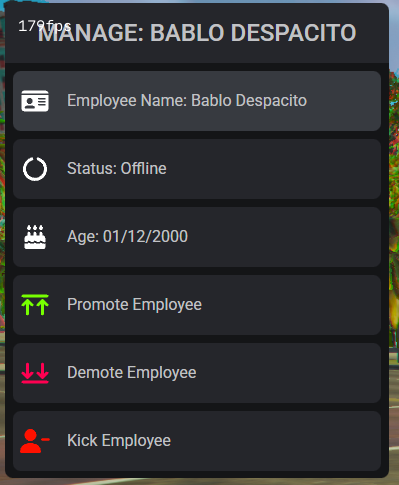 179fps
MANAGE: BABLO DESPACITO
Employee Name: Bablo Despacito
Status: Offline
Age: 01/12/2000
Promote Employee
Demote Employee
Kick Employee